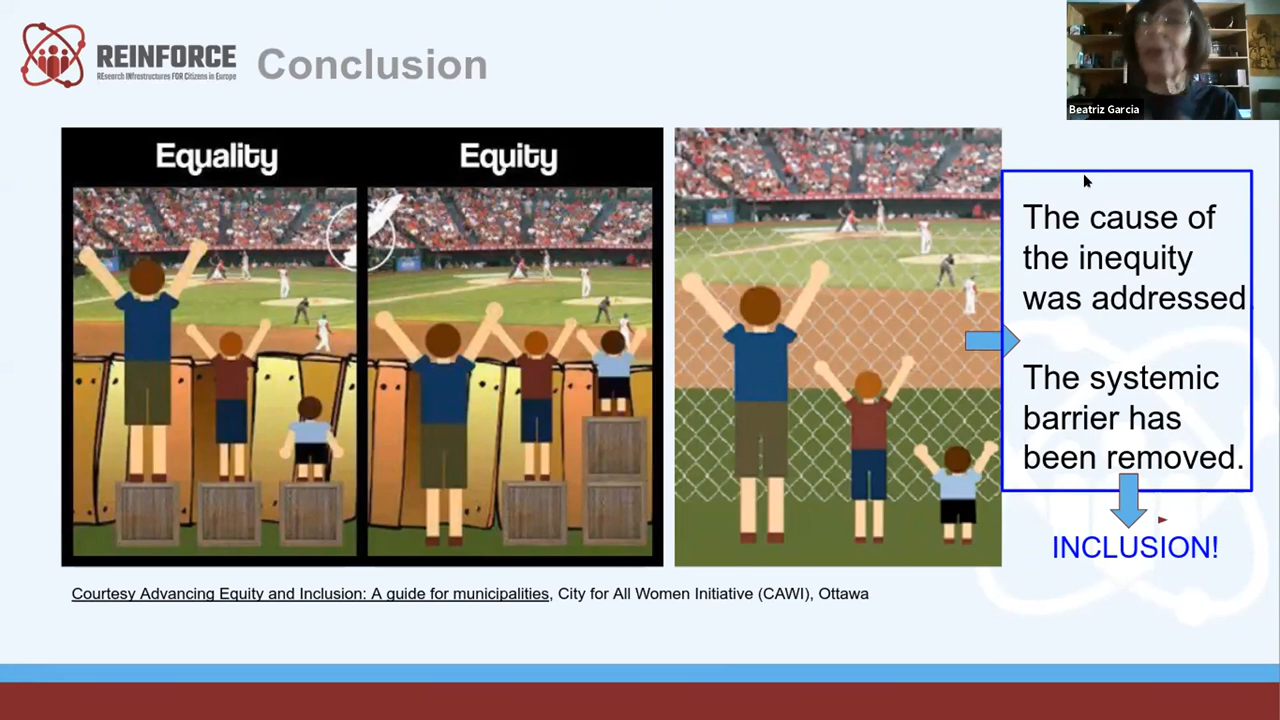 REINFORCE
REsearch INfrastructures FOR Citizens in Europe
Conclusion
Beatriz Garcia
Equality
Equity
The cause of
the inequity
was addressed.
The systemic
barrier has
been removed.
INCLUSION!
Courtesy Advancing Equity and Inclusion: A guide for municipalities, City for All Women Initiative (CAWI), Ottawa